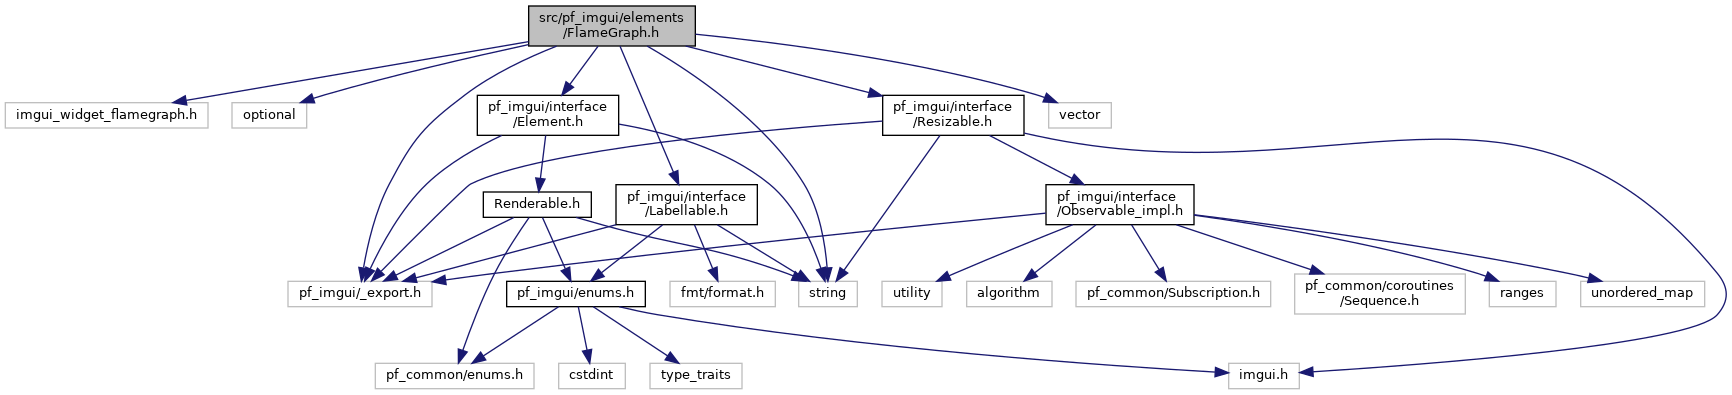 src/pf_imgui/elements
/FlameGraph.h
imgui_widget_flamegraph.h
optional
pf_imgui/interface
/Element.h
pf_imgui/interface
/Resizable.h
vector
Renderable.h
pf_imgui/interface
/Labellable.h
pf_imgui/interface
/Observable_impl.h
pf_imgui/_export.h
pf_imgui/enums.h
fmt/format.h
string
utility
algorithm
pf_common/Subscription.h
pf_common/coroutines
/Sequence.h
ranges
unordered_map
pf_common/enums.h
cstdint
type_traits
imgui.h